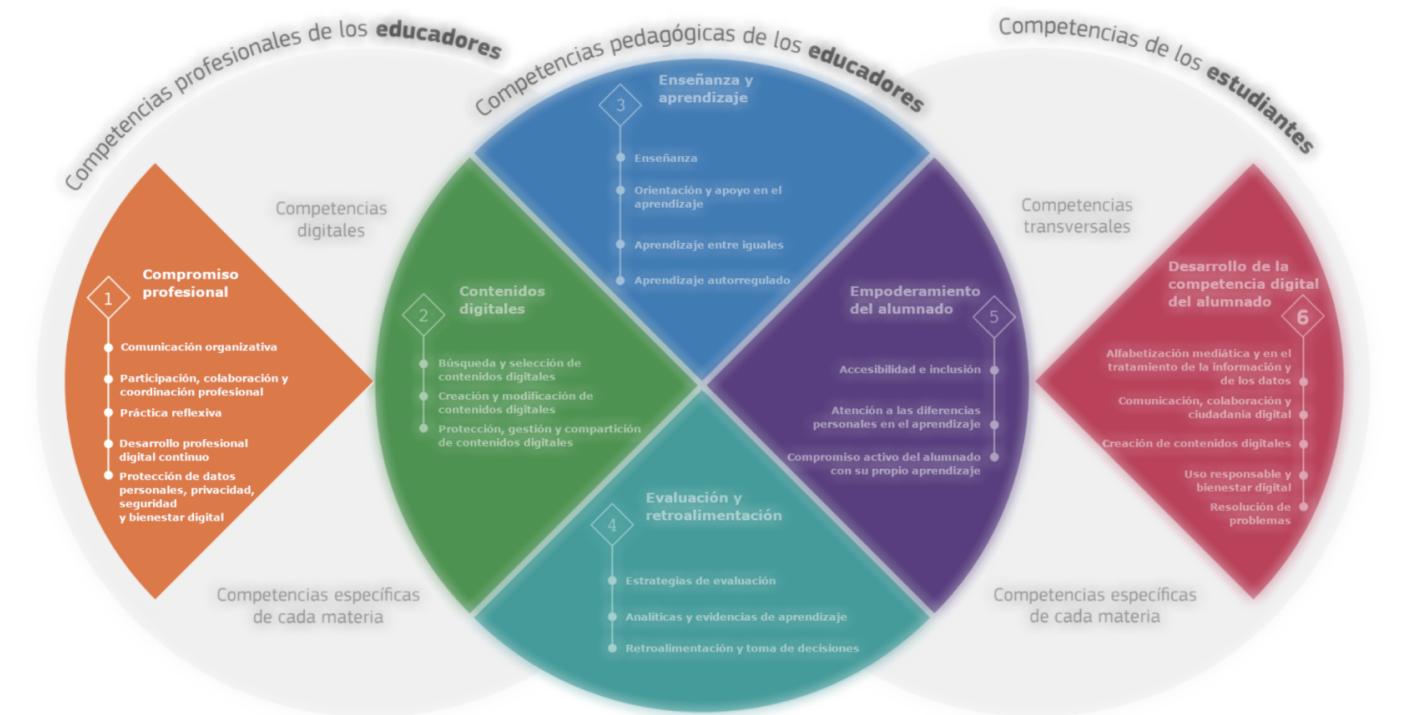 Competencias profesionales de los educadores
Competencias pedagógicas de los educadores
Competencias de los estudiantes
Competencias
digitales
Competencias
transversales
1
Compromiso
profesional
Comunicación organizativa
Participación, colaboración y
coordinación profesional
Práctica reflexiva
Desarrollo profesional
digital continuo
Protección de datos
personales, privacidad,
seguridad
y bienestar digital
2
Contenidos
digitales
Búsqueda y selección de
contenidos digitales
Creación y modificación de
contenidos digitales
Protección, gestión y compartición
de contenidos digitales
3
Enseñanza y
aprendizaje
Enseñanza
Orientación y apoyo en el
aprendizaje
Aprendizaje entre iguales
Aprendizaje autorregulado
4
Evaluación y
retroalimentación
Estrategias de evaluación
Analíticas y evidencias de aprendizaje
Retroalimentación y toma de decisiones
Empoderamiento
del alumnado
5
Accesibilidad e inclusión
Atención a las diferencias
personales en el aprendizaje
Compromiso activo del alumnado
con su propio aprendizaje
Desarrollo de la
competencia digital
del alumnado
6
Alfabetización mediática y en el
tratamiento de la información y
de los datos
Comunicación, colaboración y
ciudadanía digital
Creación de contenidos digitales
Uso responsable y
bienestar digital
Resolución de
problemas
Competencias específicas
de cada materia
Competencias específicas
de cada materia